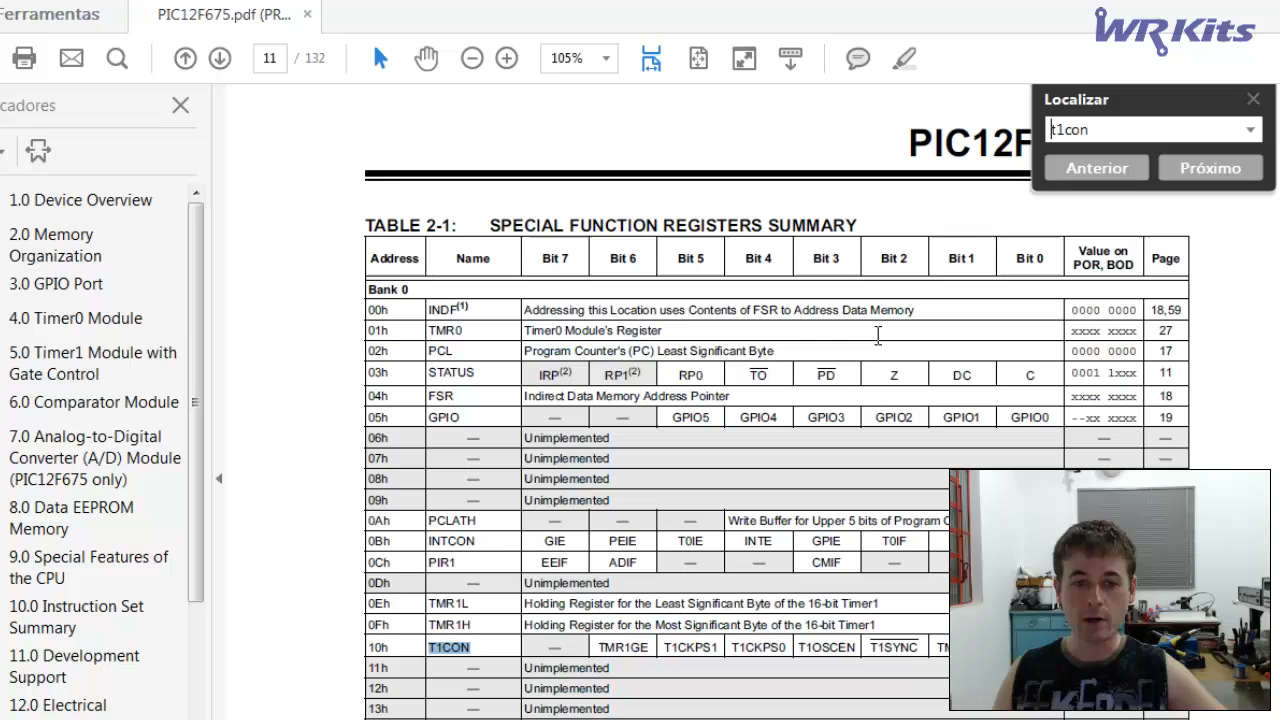 Ferramentas
PIC12F675.pdf (PR...
WR Kits
11 / 132
105%
cadores
Localizar
t1con
Anterior
Próximo
1.0 Device Overview
2.0 Memory
Organization
3.0 GPIO Port
4.0 Timer0 Module
5.0 Timer1 Module with
Gate Control
6.0 Comparator Module
7.0 Analog-to-Digital
Converter (A/D) Module
(PIC12F675 only)
8.0 Data EEPROM
Memory
9.0 Special Features of
the CPU
10.0 Instruction Set
Summary
11.0 Development
Support
12.0 Electrical
PIC12F
TABLE 2-1: SPECIAL FUNCTION REGISTERS SUMMARY
Address Name Bit 7 Bit 6 Bit 5 Bit 4 Bit 3 Bit 2 Bit 1 Bit 0 Value on POR, BOD Page
Bank 0
00h INDF(1) Addressing this Location uses Contents of FSR to Address Data Memory 0000 0000 18,59
01h TMR0 Timer0 Module's Register xxxx xxxx 27
02h PCL Program Counter's (PC) Least Significant Byte 0000 0000 17
03h STATUS IRP(2) RP1(2) RP0 TO PD Z DC C 0001 1xxx 11
04h FSR Indirect Data Memory Address Pointer xxxx xxxx 18
05h GPIO — — GPIO5 GPIO4 GPIO3 GPIO2 GPIO1 GPIO0 --xx xxxx 19
06h — Unimplemented — —
07h — Unimplemented — —
08h — Unimplemented
09h — Unimplemented
0Ah PCLATH — — — Write Buffer for Upper 5 bits of Program
0Bh INTCON GIE PEIE T0IE INTE GPIE T0IF
0Ch PIR1 EEIF ADIF — — CMIF —
0Dh — Unimplemented
0Eh TMR1L Holding Register for the Least Significant Byte of the 16-bit Timer1
0Fh TMR1H Holding Register for the Most Significant Byte of the 16-bit Timer1
10h T1CON — TMR1GE T1CKPS1 T1CKPS0 T1OSCEN T1SYNC
11h — Unimplemented
12h — Unimplemented
13h — Unimplemented